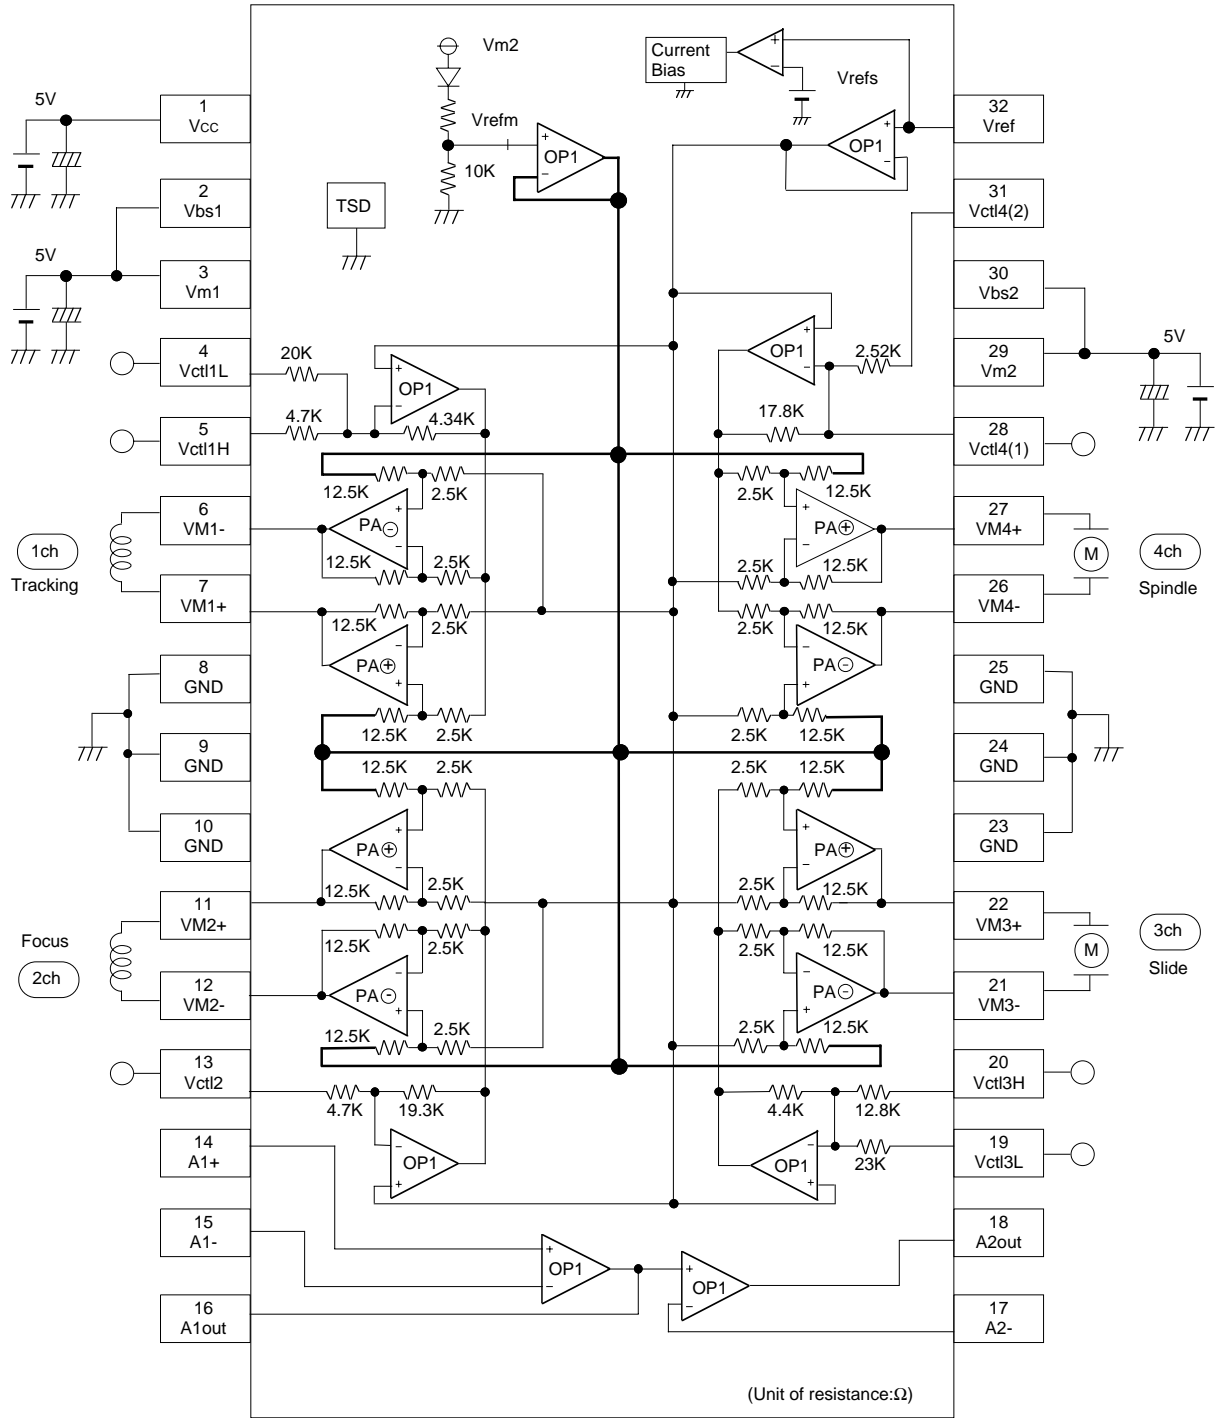 Vm2
Current
Bias
+
−
Vrefs
5V
1
Vcc
32
Vref
Vrefm
+
−
OP1
+
−
OP1
10K
TSD
2
Vbs1
31
Vctl4(2)
5V
3
Vm1
30
Vbs2
4
Vctl1L
20K
+
−
OP1
+
−
OP1
2.52K
29
Vm2
5V
5
Vctl1H
4.7K
4.34K
17.8K
28
Vctl4(1)
12.5K
2.5K
2.5K
12.5K
6
VM1-
PA−
+
−
+
−
PA+
27
VM4+
1ch
Tracking
M
4ch
Spindle
12.5K
2.5K
2.5K
12.5K
7
VM1+
26
VM4-
12.5K
2.5K
2.5K
12.5K
PA+
−
+
−
+
PA−
8
GND
25
GND
12.5K
2.5K
2.5K
12.5K
9
GND
24
GND
12.5K
2.5K
2.5K
12.5K
10
GND
PA+
+
−
+
−
PA+
23
GND
12.5K
2.5K
2.5K
12.5K
11
VM2+
22
VM3+
Focus
2ch
12.5K
2.5K
2.5K
12.5K
M
3ch
Slide
12
VM2-
PA-
−
+
−
+
PA−
21
VM3-
12.5K
2.5K
2.5K
12.5K
13
Vctl2
20
Vctl3H
4.7K
19.3K
4.4K
12.8K
14
A1+
−
+
OP1
OP1
−
+
23K
19
Vctl3L
15
A1-
18
A2out
+
−
OP1
+
−
OP1
16
A1out
17
A2-
(Unit of resistance:Ω)